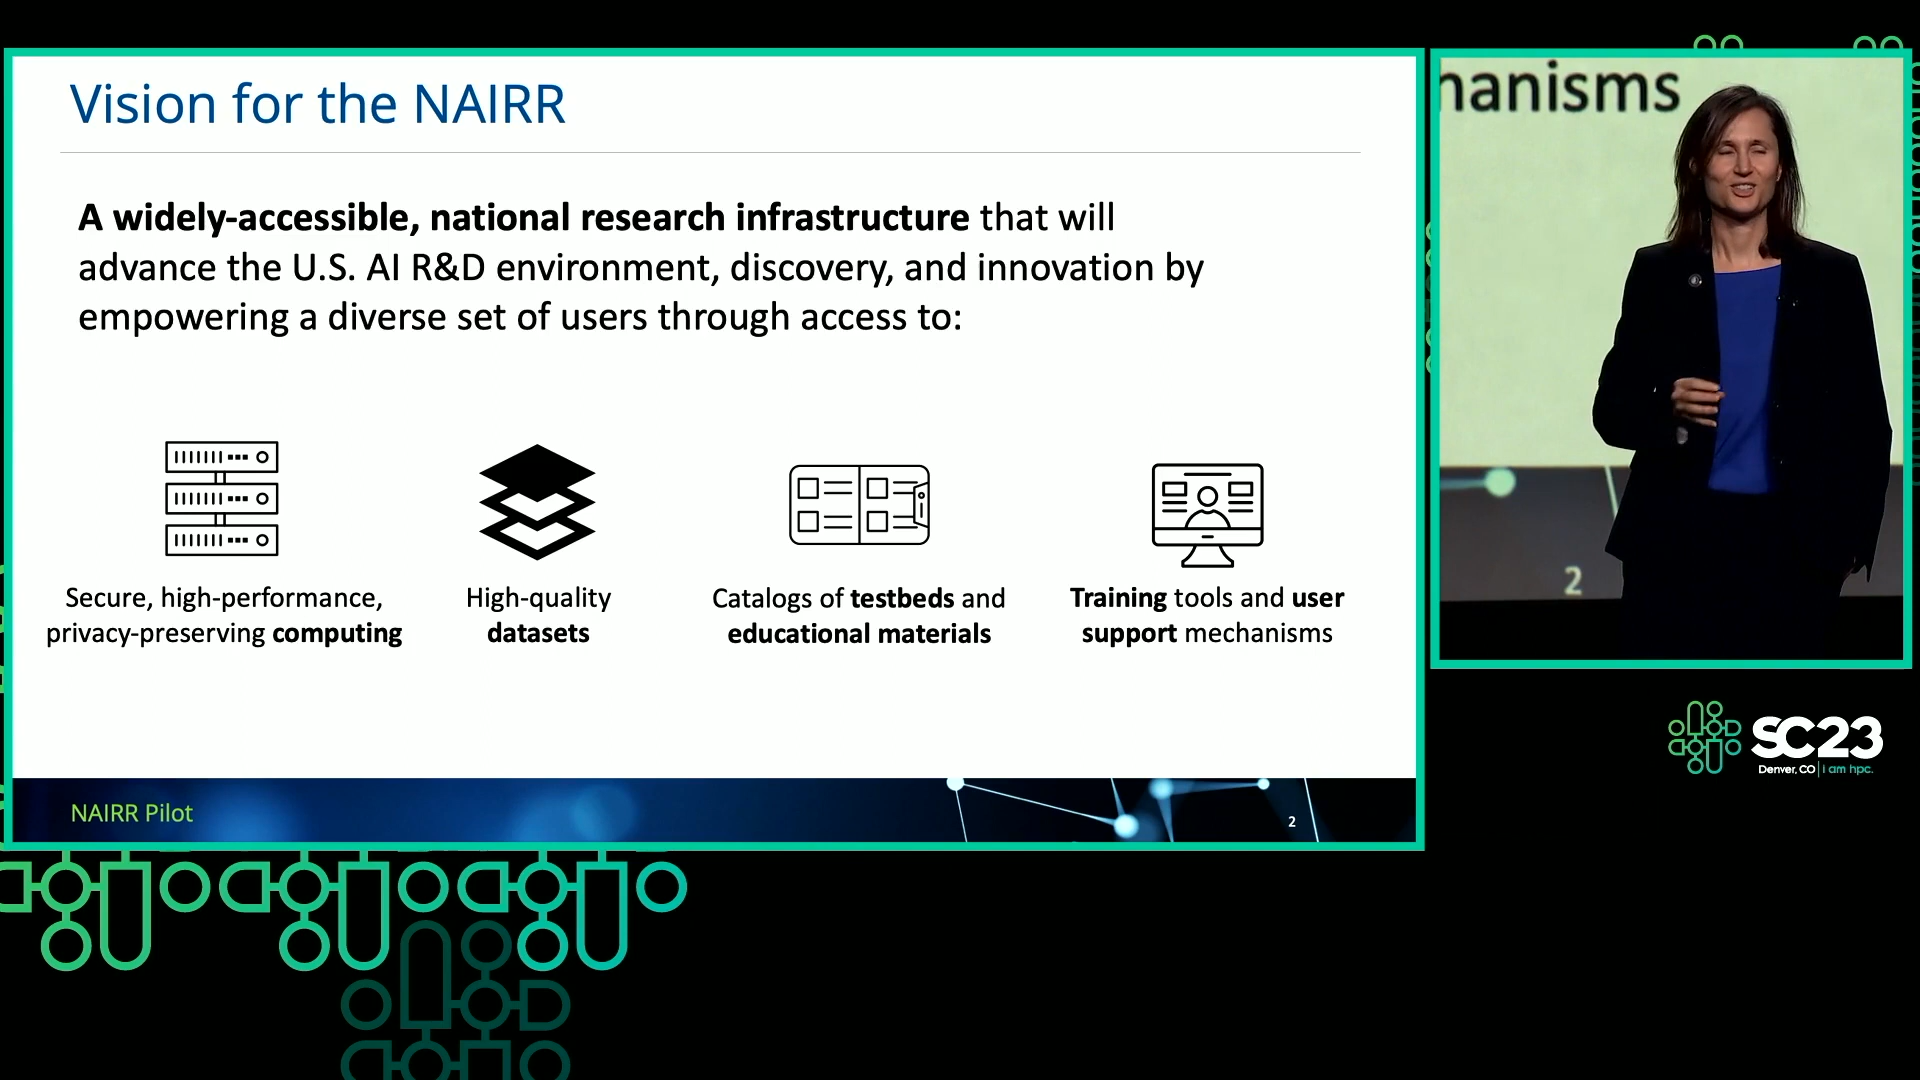 Vision for the NAIRR
A widely-accessible, national research infrastructure that will
advance the U.S. AI R&D environment, discovery, and innovation by
empowering a diverse set of users through access to:
Secure, high-performance,
privacy-preserving computing
High-quality
datasets
Catalogs of testbeds and
educational materials
Training tools and user
support mechanisms
NAIRR Pilot
2
hanisms
2
SC23
Denver, CO | I am hpc.